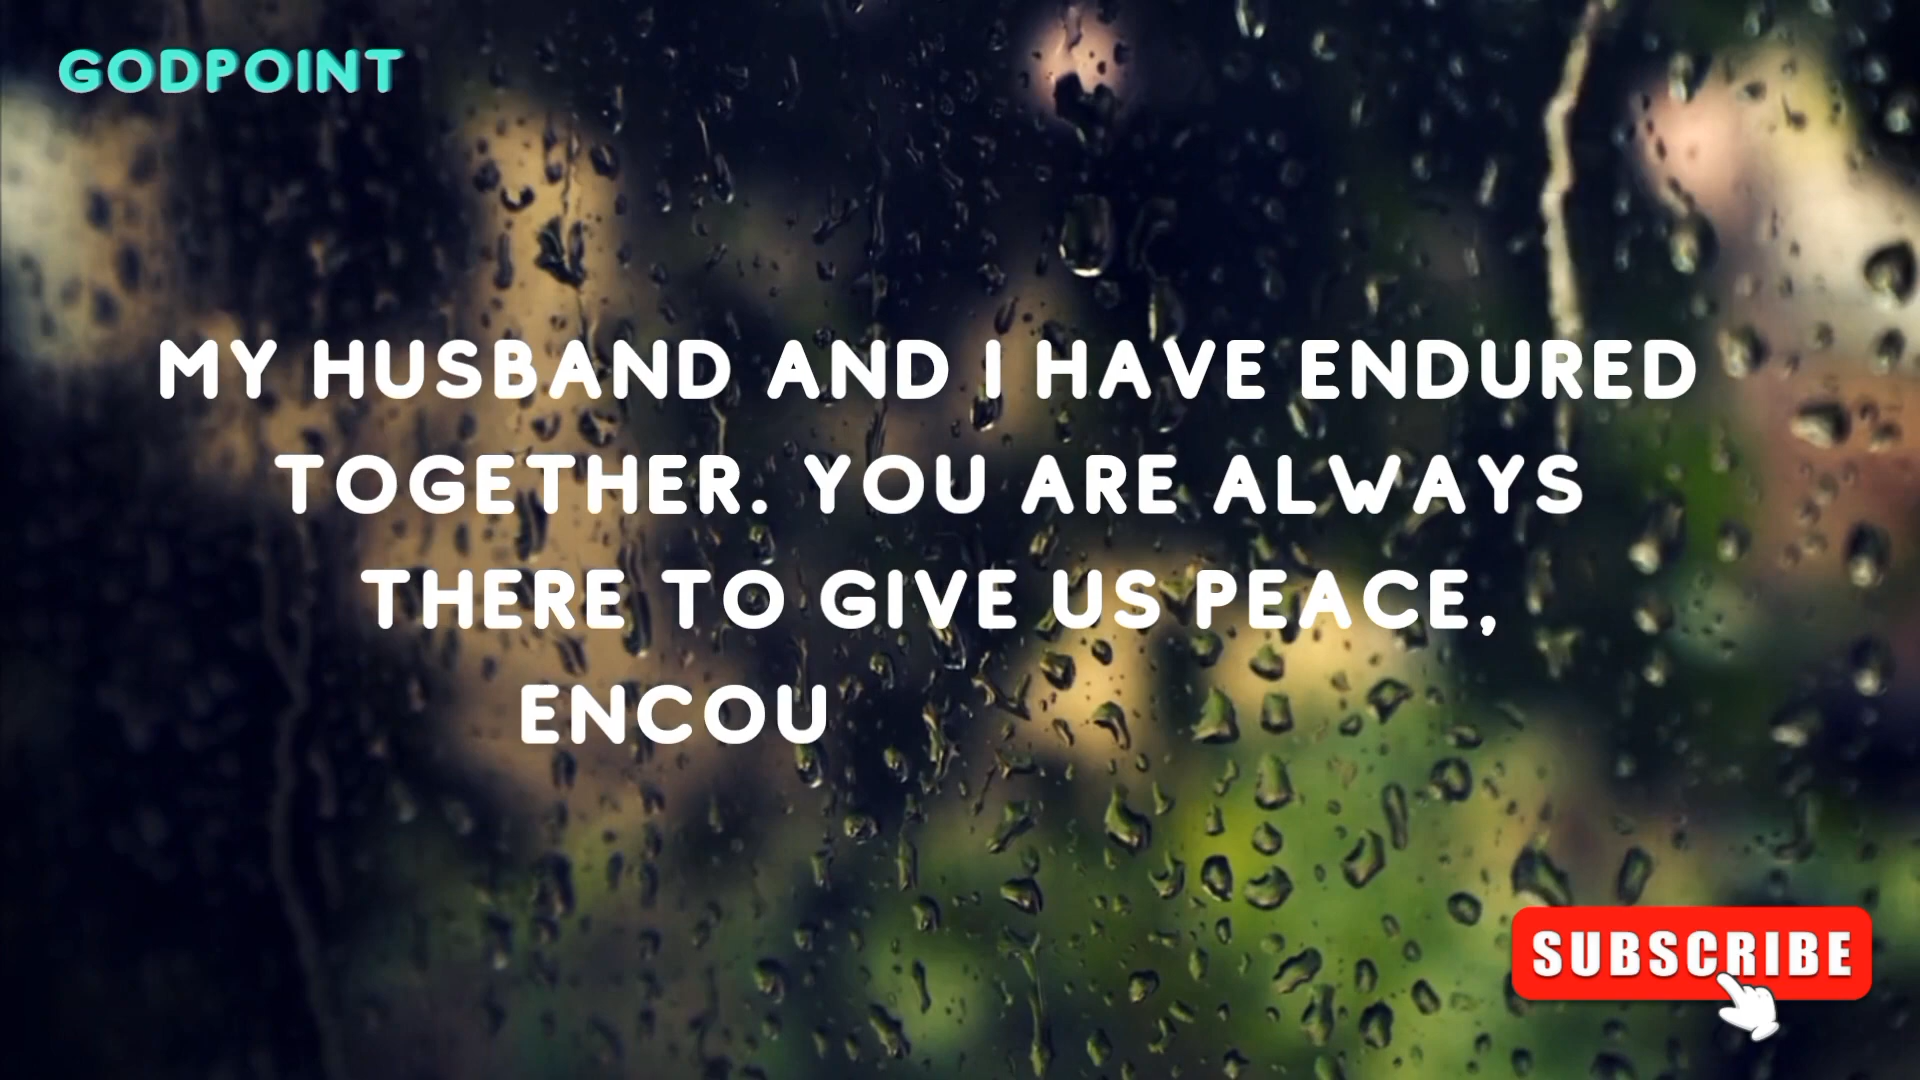 GODPOINT
MY HUSBAND AND I HAVE ENDURED
TOGETHER. YOU ARE ALWAYS
THERE TO GIVE US PEACE,
ENCOU
SUBSCRIBE